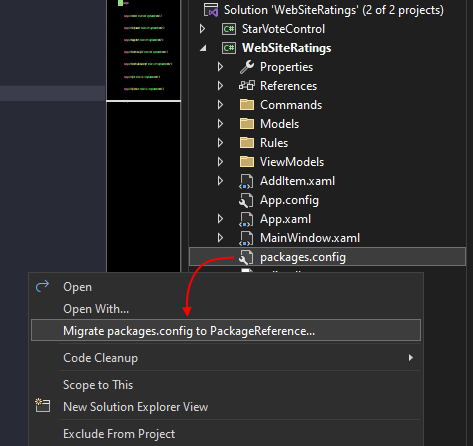 Solution 'WebSiteRatings' (2 of 2 projects)
StarVoteControl
WebSiteRatings
Properties
References
Commands
Models
Rules
ViewModels
AddItem.xaml
App.config
App.xaml
MainWindow.xaml
packages.config
Open
Open With...
Migrate packages.config to PackageReference...
Code Cleanup
Scope to This
New Solution Explorer View
Exclude From Project